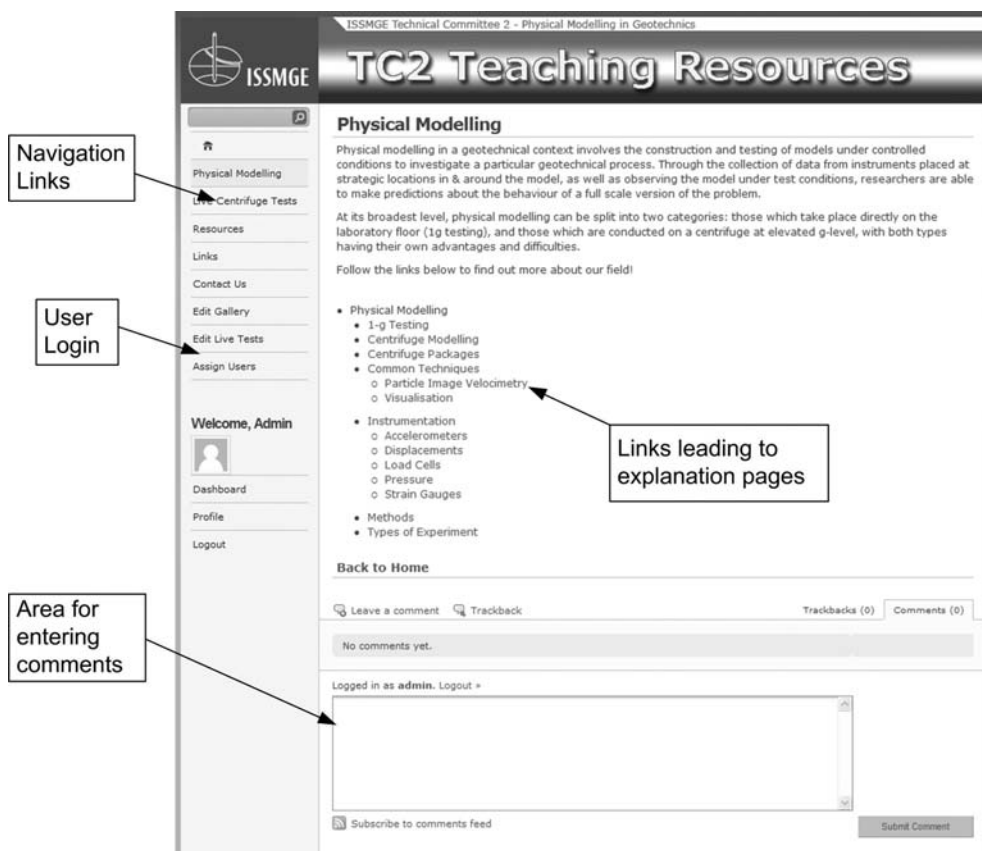 ISSMGE Technical Committee 2 - Physical Modelling in Geotechnics
ISSMGE
TC2 Teaching Resources
Navigation
Links
User
Login
Area for
entering
comments
Physical Modelling
Live Centrifuge Tests
Resources
Links
Contact Us
Edit Gallery
Edit Live Tests
Assign Users
Welcome, Admin
Dashboard
Profile
Logout
Physical Modelling
Physical modelling in a geotechnical context involves the construction and testing of models under controlled
conditions to investigate a particular geotechnical process. Through the collection of data from instruments placed at
strategic locations in & around the model, as well as observing the model under test conditions, researchers are able
to make predictions about the behaviour of a full scale version of the problem.
At its broadest level, physical modelling can be split into two categories: those which take place directly on the
laboratory floor (1g testing), and those which are conducted on a centrifuge at elevated g-level, with both types
having their own advantages and difficulties.
Follow the links below to find out more about our field!
Physical Modelling
1-g Testing
Centrifuge Modelling
Centrifuge Packages
Common Techniques
Particle Image Velocimetry
Visualisation
Instrumentation
Accelerometers
Displacements
Load Cells
Pressure
Strain Gauges
Methods
Types of Experiment
Links leading to
explanation pages
Back to Home
Leave a comment Trackback Trackbacks (0) Comments (0)
No comments yet.
Logged in as admin. Logout »
Subscribe to comments feed
Submit Comment